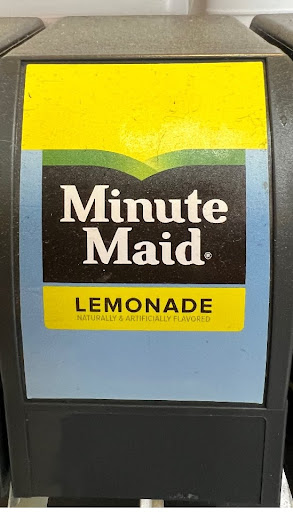 Minute
Maid®
LEMONADE
NATURALLY & ARTIFICIALLY FLAVORED